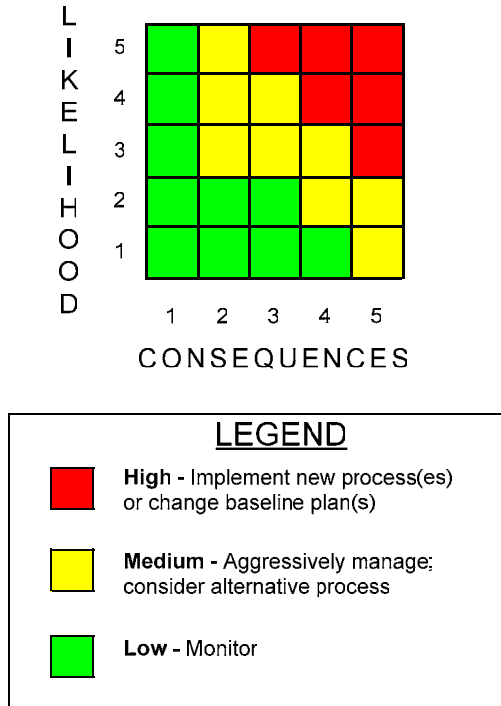 LIKELIHOOD
5
4
3
2
1
1 2 3 4 5
CONSEQUENCES
LEGEND
High - Implement new process(es)
or change baseline plan(s)
Medium - Aggressively manage;
consider alternative process
Low - Monitor